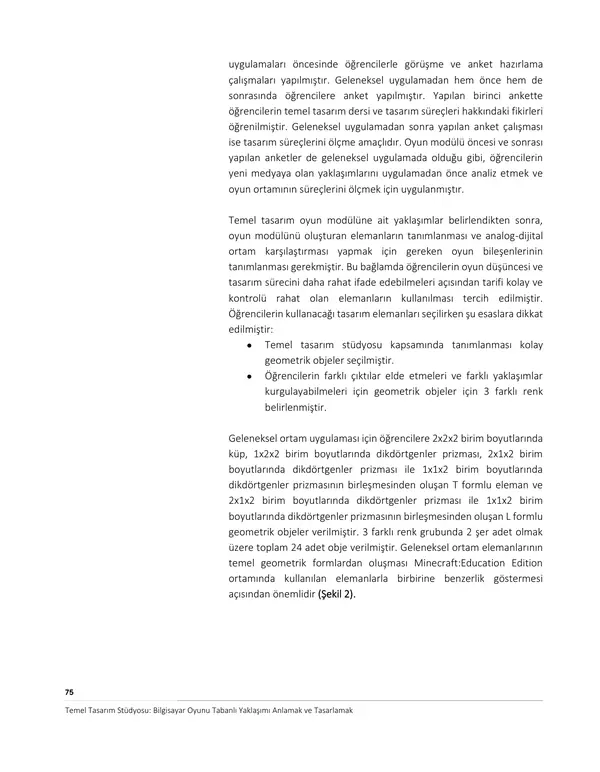 uygulamaları öncesinde öğrencilerle görüşme ve anket hazırlama
çalışmaları yapılmıştır. Geleneksel uygulamadan hem önce hem de
sonrasında öğrencilere anket yapılmıştır. Yapılan birinci ankette
öğrencilerin temel tasarım dersi ve tasarım süreçleri hakkındaki fikirleri
öğrenilmiştir. Geleneksel uygulamadan sonra yapılan anket çalışması
ise tasarım süreçlerini ölçme amaçlıdır. Oyun modülü öncesi ve sonrası
yapılan anketler de geleneksel uygulamada olduğu gibi, öğrencilerin
yeni medyaya olan yaklaşımlarını uygulamadan önce analiz etmek ve
oyun ortamının süreçlerini ölçmek için uygulanmıştır.
Temel tasarım oyun modülüne ait yaklaşımlar belirlendikten sonra,
oyun modülünü oluşturan elemanların tanımlanması ve analog-dijital
ortam karşılaştırması yapmak için gereken oyun bileşenlerinin
tanımlanması gerekmiştir. Bu bağlamda öğrencilerin oyun düşüncesi ve
tasarım sürecini daha rahat ifade edebilmeleri açısından tarifi kolay ve
kontrolü rahat olan elemanların kullanılması tercih edilmiştir.
Öğrencilerin kullanacağı tasarım elemanları seçilirken şu esaslara dikkat
edilmiştir:
● Temel tasarım stüdyosu kapsamında tanımlanması kolay
geometrik objeler seçilmiştir.
● Öğrencilerin farklı çıktılar elde etmeleri ve farklı yaklaşımlar
kurgulayabilmeleri için geometrik objeler için 3 farklı renk
belirlenmiştir.
Geleneksel ortam uygulaması için öğrencilere 2x2x2 birim boyutlarında
küp, 1x2x2 birim boyutlarında dikdörtgenler prizması, 2x1x2 birim
boyutlarında dikdörtgenler prizması ile 1x1x2 birim boyutlarında
dikdörtgenler prizmasının birleşmesinden oluşan T formlu eleman ve
2x1x2 birim boyutlarında dikdörtgenler prizması ile 1x1x2 birim
boyutlarında dikdörtgenler prizmasının birleşmesinden oluşan L formlu
geometrik objeler verilmiştir. 3 farklı renk grubunda 2 şer adet olmak
üzere toplam 24 adet obje verilmiştir. Geleneksel ortam elemanlarının
temel geometrik formlardan oluşması Minecraft:Education Edition
ortamında kullanılan elemanlarla birbirine benzerlik göstermesi
açısından önemlidir (Şekil 2).
75
Temel Tasarım Stüdyosu: Bilgisayar Oyunu Tabanlı Yaklaşımı Anlamak ve Tasarlamak